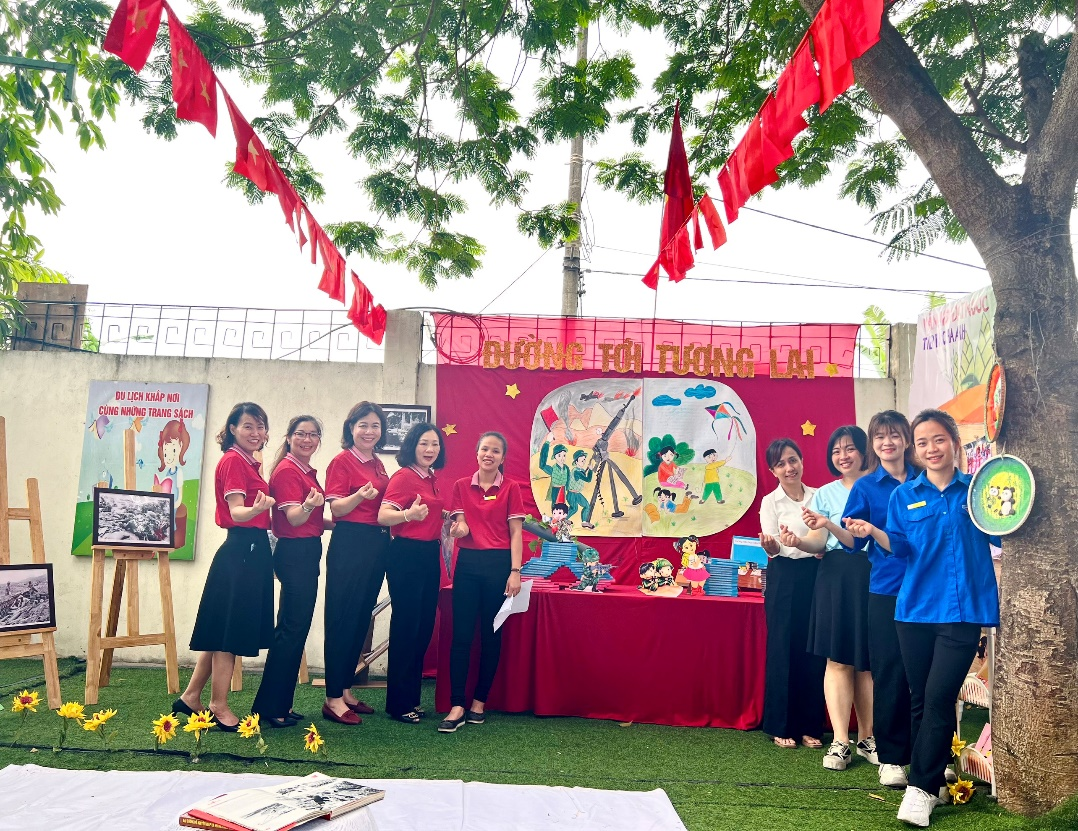 ĐƯỜNG TỚI TƯƠNG LAI
DU LỊCH KHẮP NƠI
CÙNG NHỮNG TRANG SÁCH